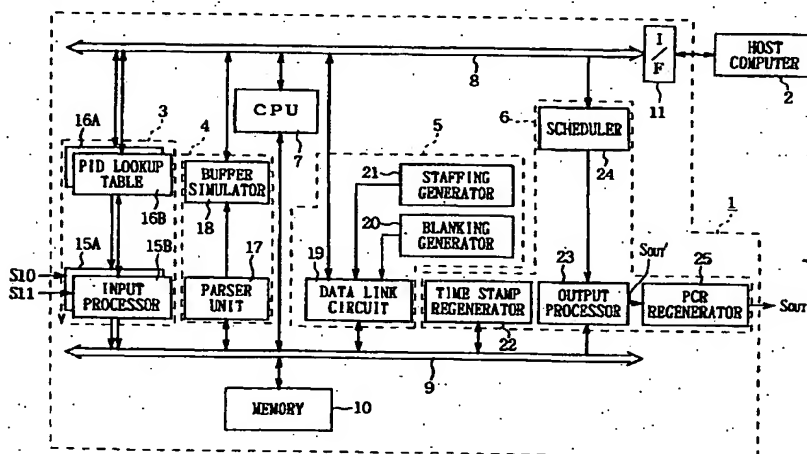 I
/
F
11
HOST
COMPUTER
2
8
CPU
7
16A
3
4
5
6
PID LOOKUP
TABLE
16B
BUFFER
SIMULATOR
18
21
STAFFING
GENERATOR
20
BLANKING
GENERATOR
SCHEDULER
24
1
15A
15B
S10
S11
INPUT
PROCESSOR
17
PARSER
UNIT
19
DATA LINK
CIRCUIT
TIME STAMP
REGENERATOR
22
23
OUTPUT
PROCESSOR
SOUT'
25
PCR
REGENERATOR
SOUT
9
MEMORY
10